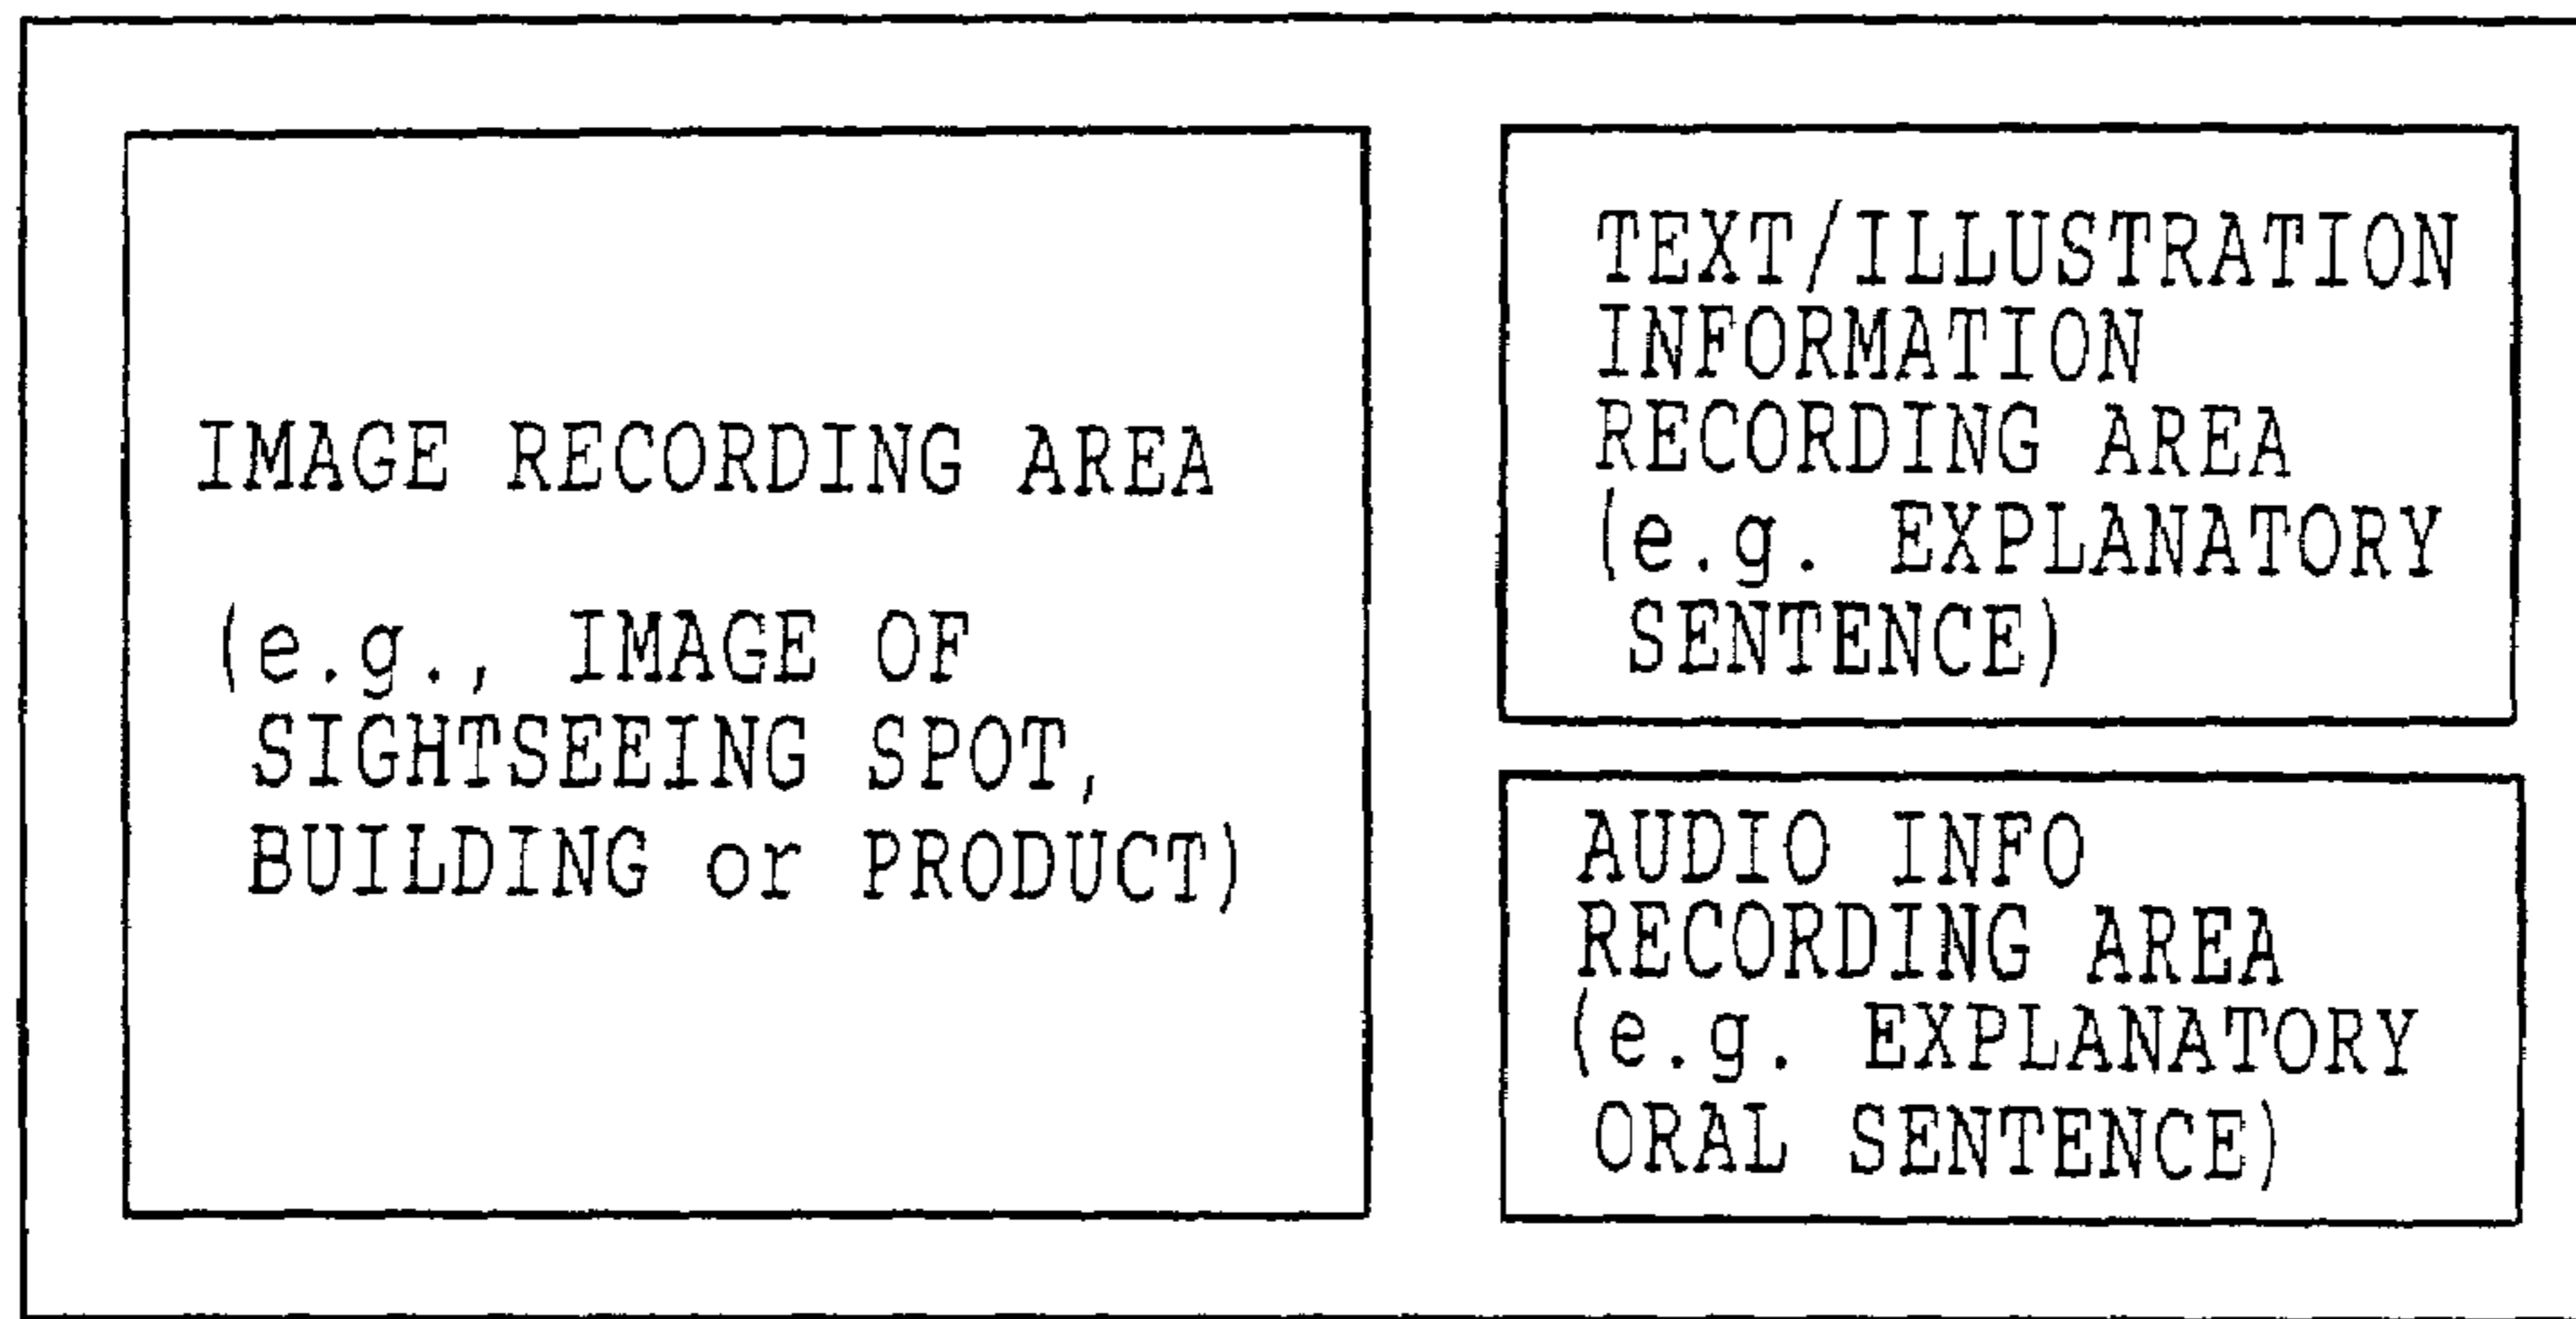 IMAGE RECORDING AREA
(e.g., IMAGE OF
SIGHTSEEING SPOT,
BUILDING or PRODUCT)
TEXT/ILLUSTRATION
INFORMATION
RECORDING AREA
(e.g. EXPLANATORY
SENTENCE)
AUDIO INFO
RECORDING AREA
(e.g. EXPLANATORY
ORAL SENTENCE)